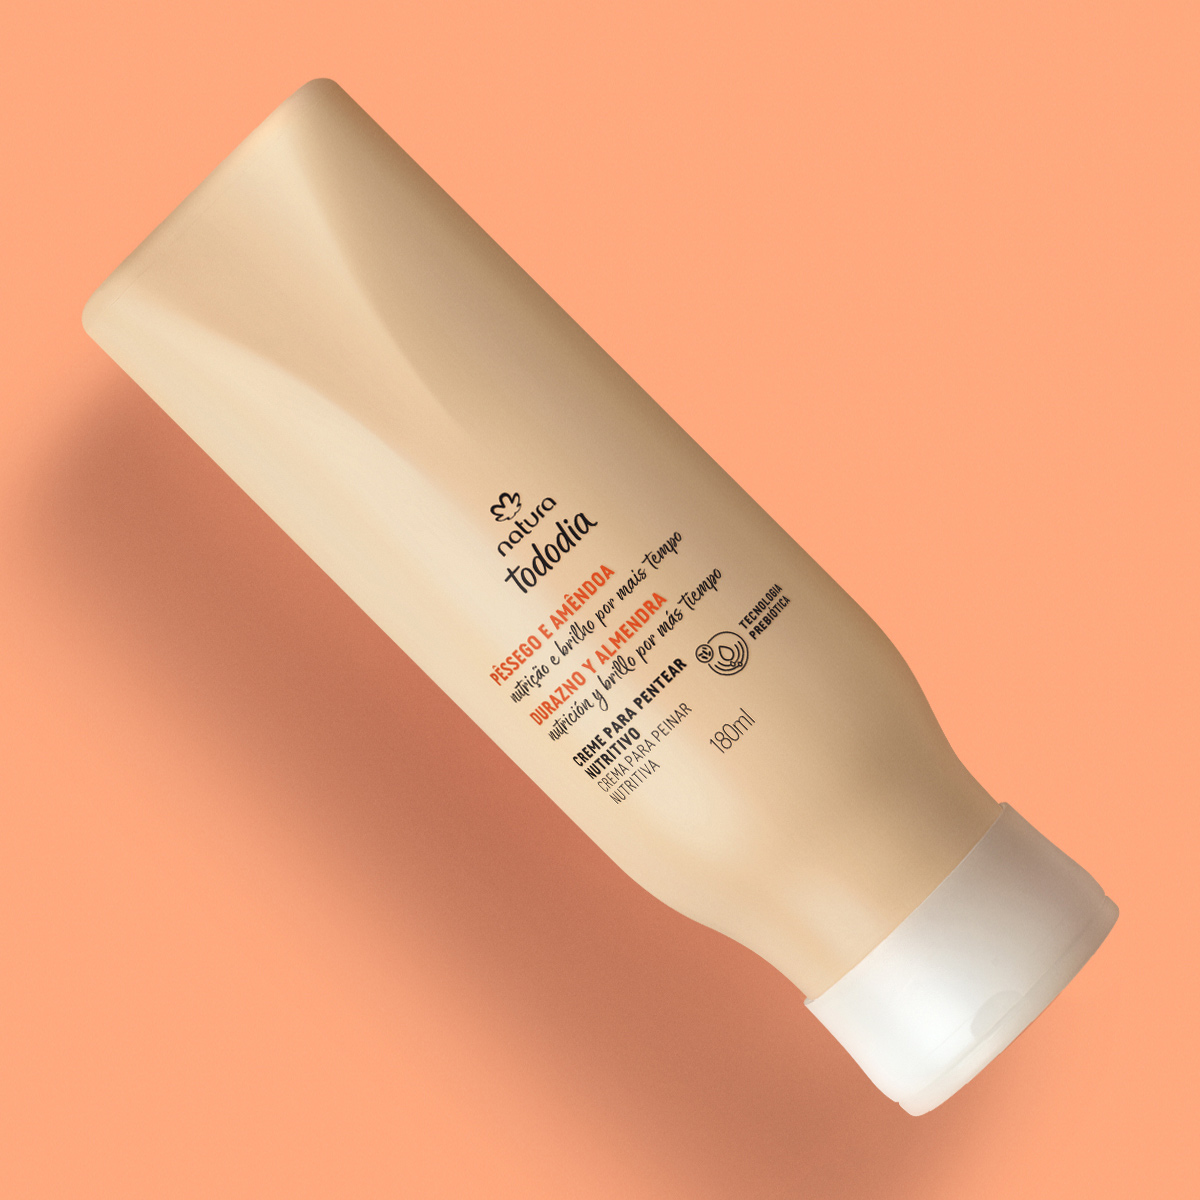 natura
tododia
PÊSSEGO E AMÊNDOA
nutrição e brilho por mais tempo
DURAZNO Y ALMENDRA
nutrición y brillo por más tiempo
CREME PARA PENTEAR
NUTRITIVO
CREMA PARA PEINAR
NUTRITIVA
TECNOLOGIA
PREBIÓTICA
180ml